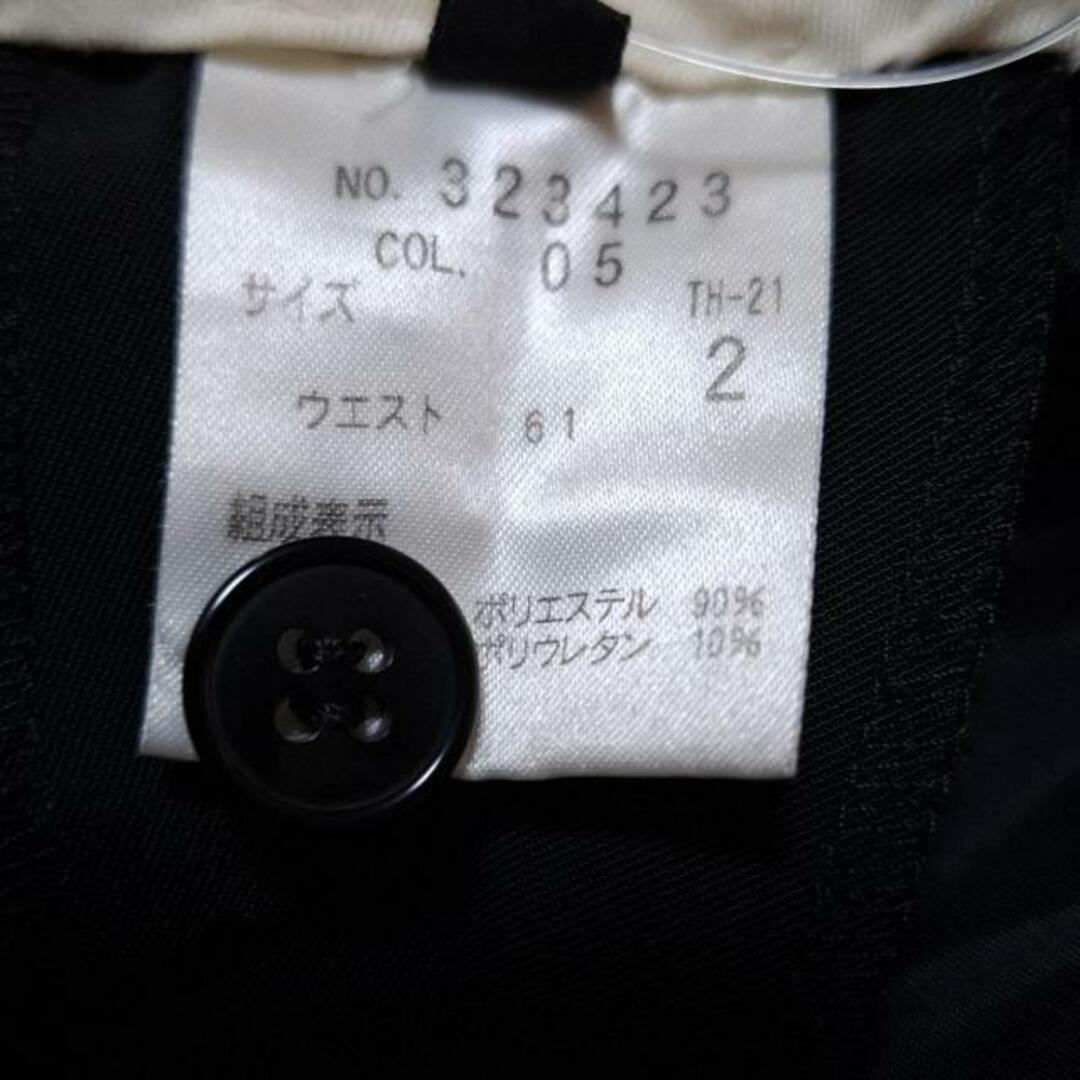 NO. 323423
COL. 05
サイズ TH-21
2
ウエスト 61
組成表示
ポリエステル 90%
ポリウレタン 10%